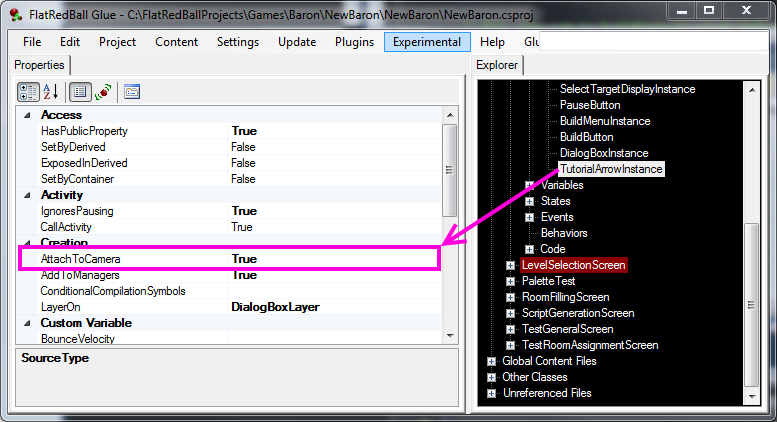 FlatRedBall Glue - C:\FlatRedBallProjects\Games\Baron\NewBaron\NewBaron\NewBaron.csproj
File Edit Project Content Settings Update Plugins Experimental Help Glu
Properties
Access
HasPublicProperty True
SetByDerived False
ExposedInDerived False
SetByContainer False
Activity
IgnoresPausing True
CallActivity True
Creation
AttachToCamera True
AddToManagers True
ConditionalCompilationSymbols
LayerOn DialogBoxLayer
Custom Variable
BounceVelocity
SourceType
Explorer
SelectTargetDisplayInstance
PauseButton
BuildMenuInstance
BuildButton
DialogBoxInstance
TutorialArrowInstance
Variables
States
Events
Behaviors
Code
LevelSelectionScreen
PaletteTest
RoomFillingScreen
ScriptGenerationScreen
TestGeneralScreen
TestRoomAssignmentScreen
Global Content Files
Other Classes
Unreferenced Files